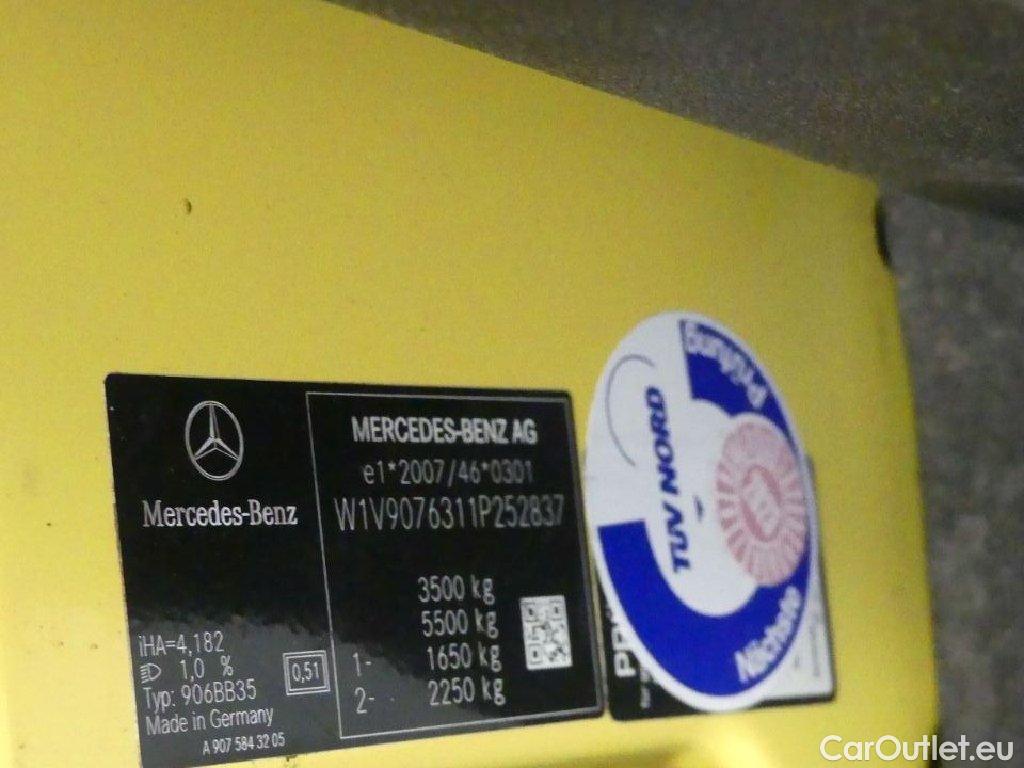 Mercedes-Benz
iHA=4,182
1,0 %
0,51
Typ: 906BB35
Made in Germany
A 907 584 32 05
MERCEDES-BENZ AG
e1*2007/46*0301
W1V9076311P252837
3500 kg
5500 kg
1- 1650 kg
2- 2250 kg
TÜV NORD
Prüfung
Nächste
CarOutlet.eu